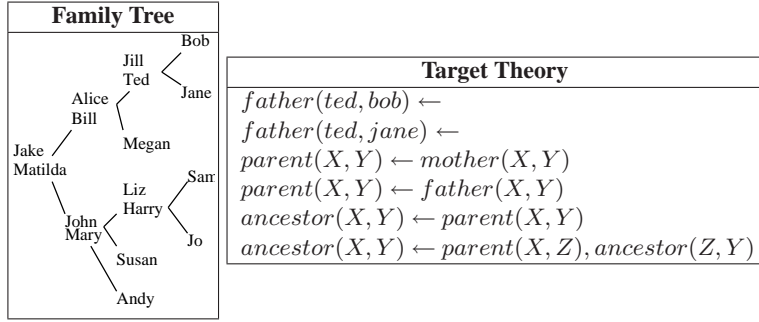 Family Tree
Bob
Jill
Ted
Jane
Alice
Bill
Megan
Jake
Matilda
Liz
Harry
Sam
John
Mary
Jo
Susan
Andy
Target Theory
father(ted, bob) ←
father(ted, jane) ←
parent(X, Y) ← mother(X, Y)
parent(X, Y) ← father(X, Y)
ancestor(X, Y) ← parent(X, Y)
ancestor(X, Y) ← parent(X, Z), ancestor(Z, Y)